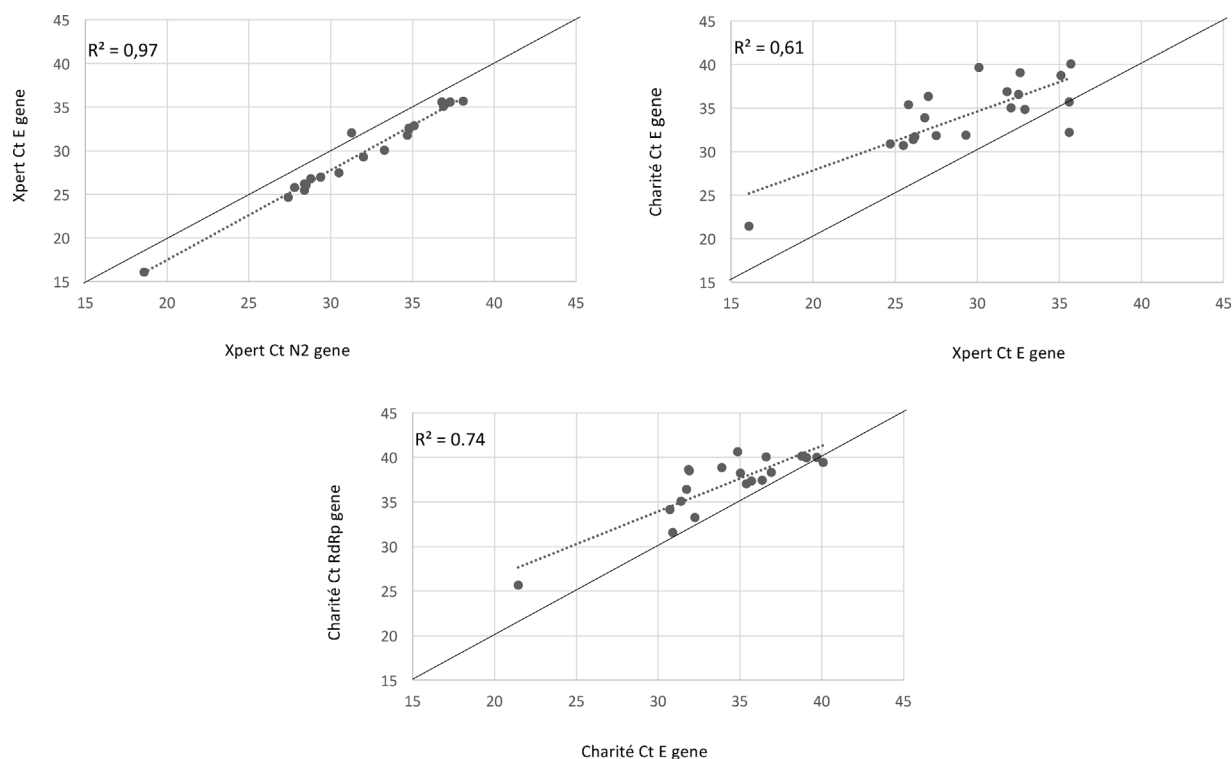 45
40
35
30
25
20
15
R² = 0,97
Xpert Ct E gene
15 20 25 30 35 40 45
Xpert Ct N2 gene
45
40
35
30
25
20
15
R² = 0,61
Charité Ct E gene
15 20 25 30 35 40 45
Xpert Ct E gene
45
40
35
30
25
20
15
R² = 0.74
Charité Ct RdRp gene
15 20 25 30 35 40 45
Charité Ct E gene